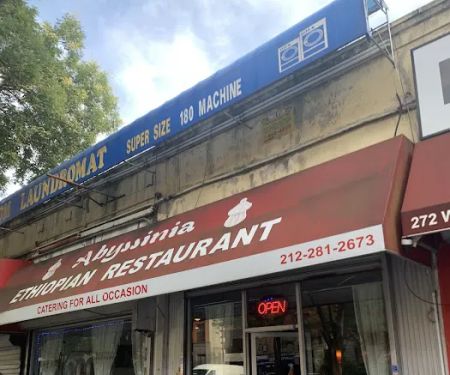 LAUNDROMAT SUPER SIZE 180 MACHINE
Abyssinia
ETHIOPIAN RESTAURANT
CATERING FOR ALL OCCASION
212-281-2673
OPEN
272 W